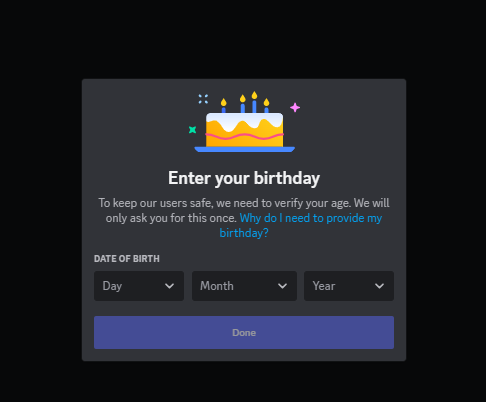 Enter your birthday
To keep our users safe, we need to verify your age. We will
only ask you for this once. Why do I need to provide my
birthday?
DATE OF BIRTH
Day Month Year
Done